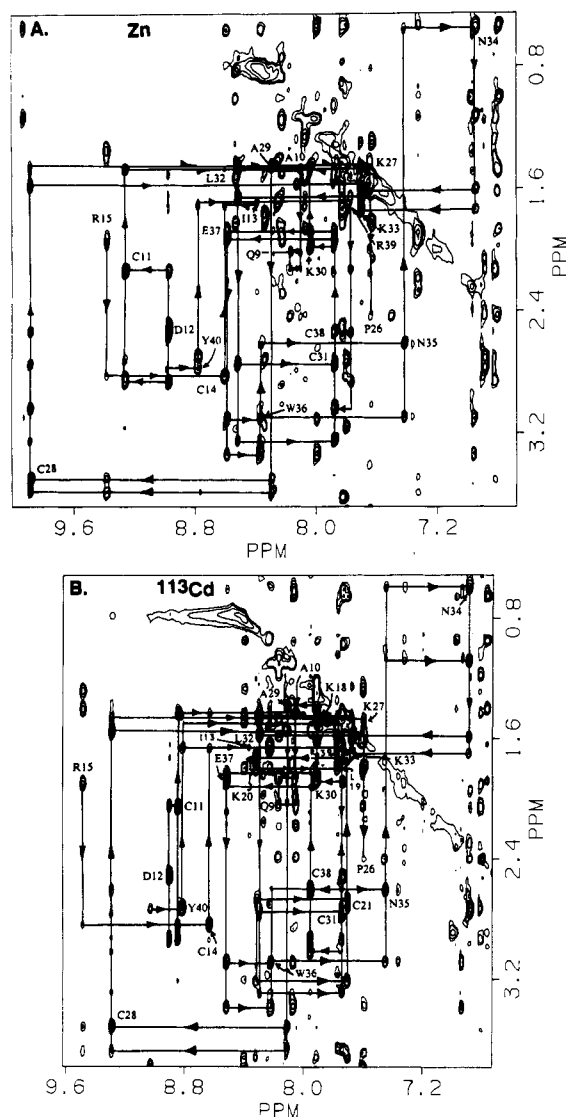 A. Zn
N34
0.8
A29 A10
K27
L32
1.6
R15
I13
K33
E37
R39
C11
Q9
K30
P26
2.4
D12
C38
N35
Y40
C31
C14
W36
3.2
C28
9.6 8.8 8.0 7.2
PPM
PPM
B. 113Cd
0.8
N34
A10
A29
K18
K27
1.6
I13
L32
K33
R15
E37
K20
K30
Q9
C11
P26
2.4
D12
C38
C21
N35
Y40
C31
C14
W36
3.2
C28
9.6 8.8 8.0 7.2
PPM
PPM